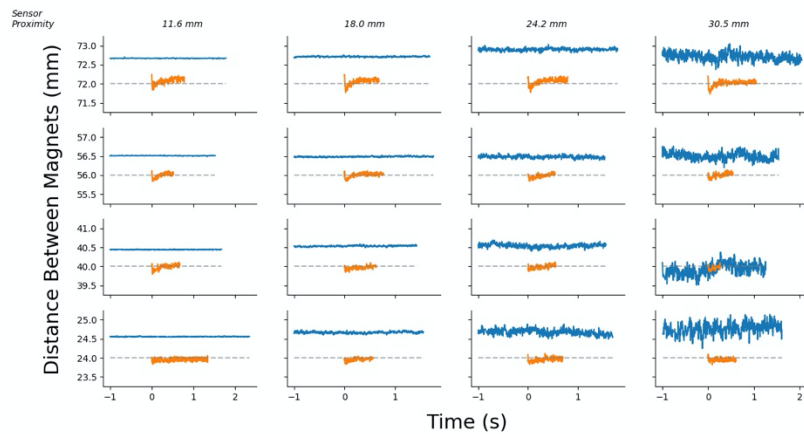 Sensor
Proximity
11.6 mm
18.0 mm
24.2 mm
30.5 mm
Distance Between Magnets (mm)
73.0
72.5
72.0
71.5
57.0
56.5
56.0
55.5
41.0
40.5
40.0
39.5
25.0
24.5
24.0
23.5
−1 0 1 2
−1 0 1 2
−1 0 1
−1 0 1 2
Time (s)